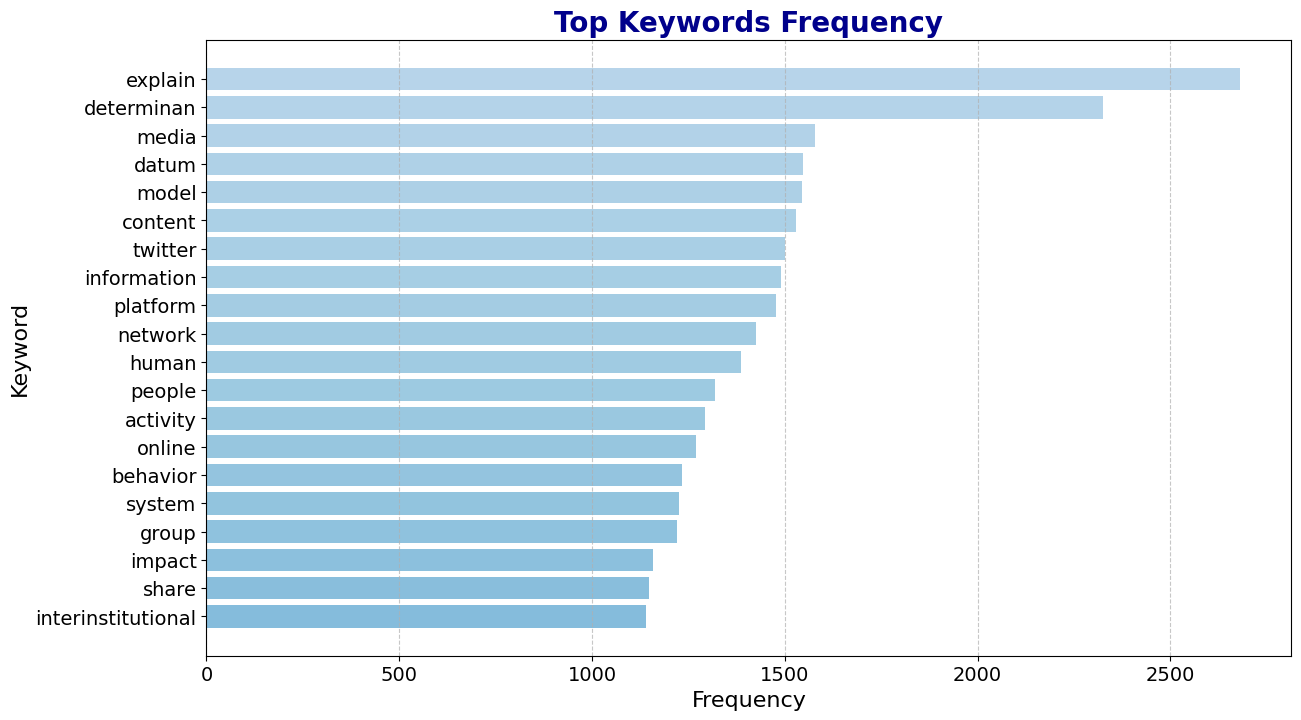 Top Keywords Frequency
Keyword
explain
determinan
media
datum
model
content
twitter
information
platform
network
human
people
activity
online
behavior
system
group
impact
share
interinstitutional
0 500 1000 1500 2000 2500
Frequency